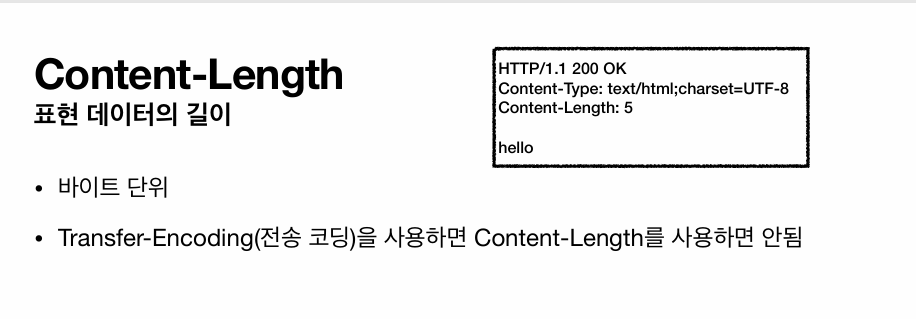 Content-Length
표현 데이터의 길이
HTTP/1.1 200 OK
Content-Type: text/html;charset=UTF-8
Content-Length: 5
hello
• 바이트 단위
• Transfer-Encoding(전송 코딩)을 사용하면 Content-Length를 사용하면 안됨